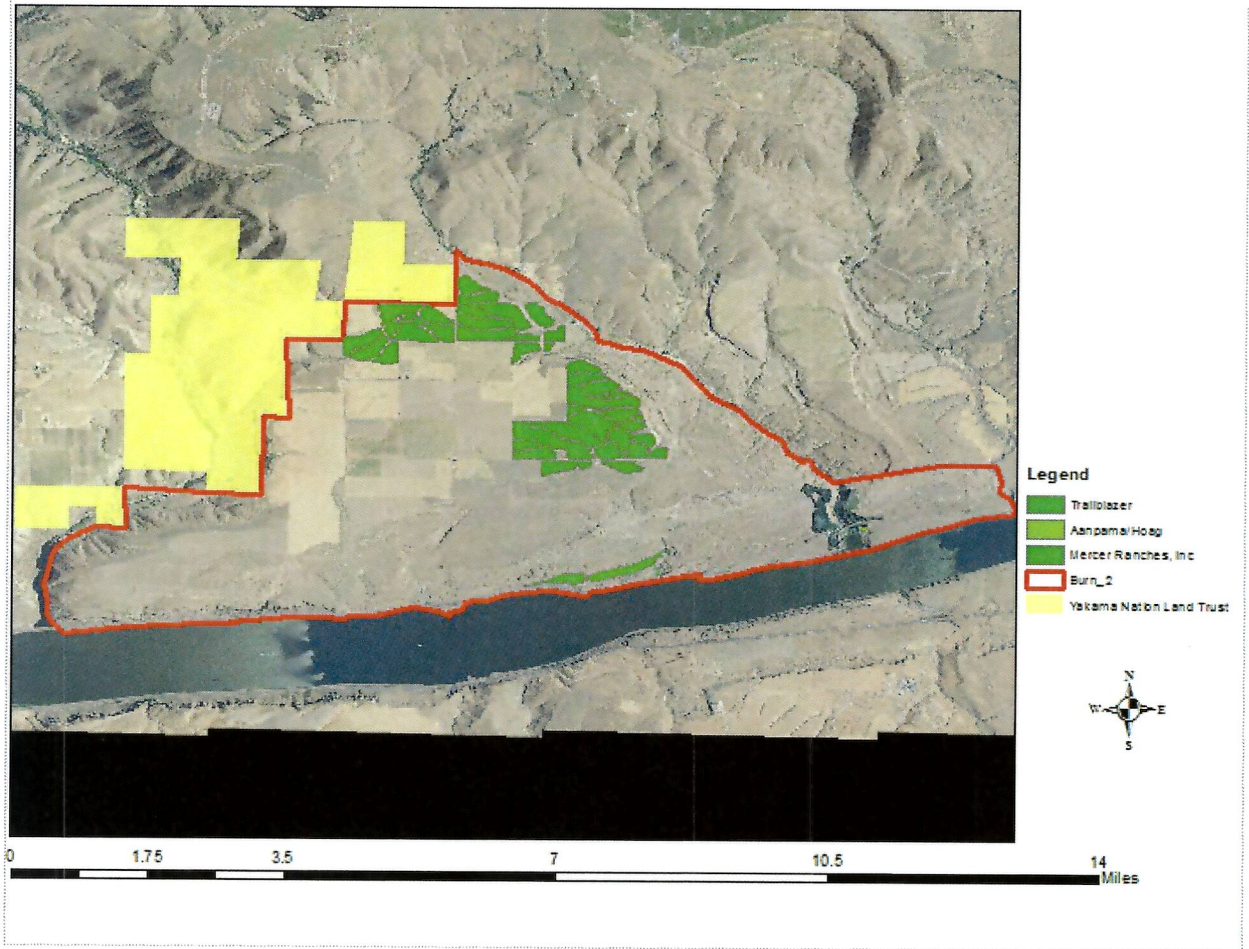 Legend
Trailblazer
Aanpama/Hoag
Mercer Ranches, Inc
Burn_2
Yakama Nation Land Trust
N
W E
S
0 1.75 3.5 7 10.5 14
Miles